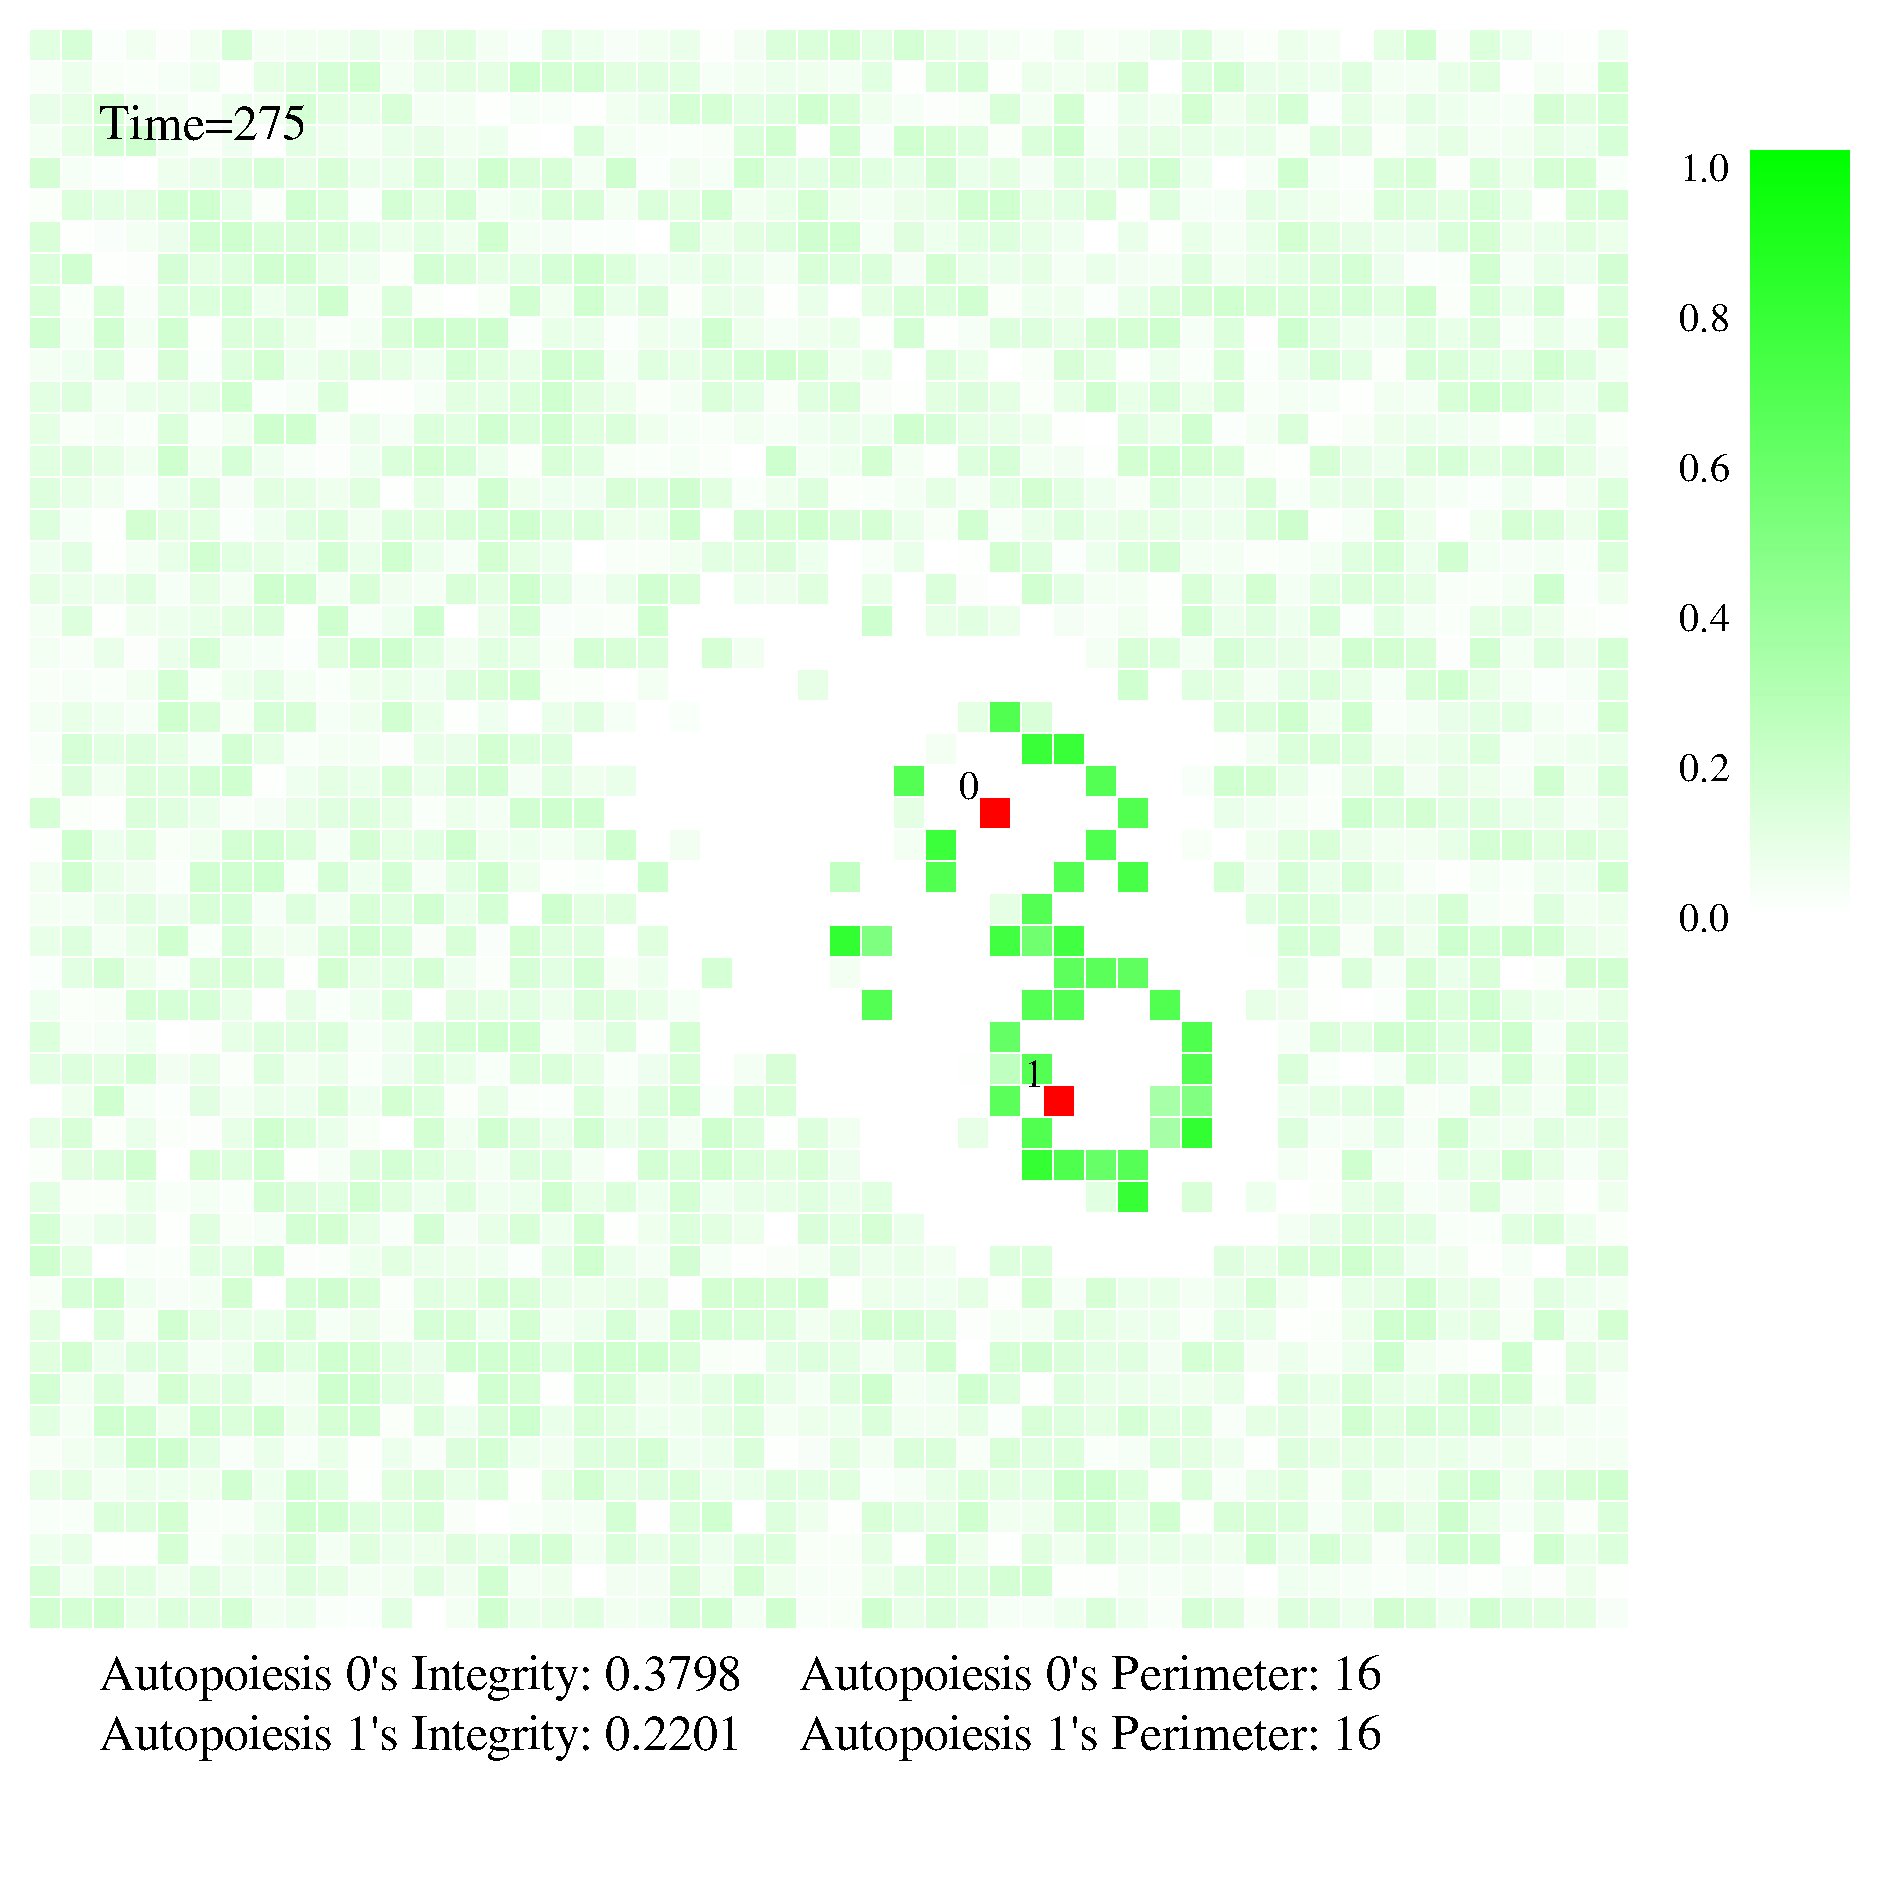 Time=275
1.0
0.8
0.6
0.4
0.2
0.0
0
1
Autopoiesis 0's Integrity: 0.3798 Autopoiesis 0's Perimeter: 16
Autopoiesis 1's Integrity: 0.2201 Autopoiesis 1's Perimeter: 16